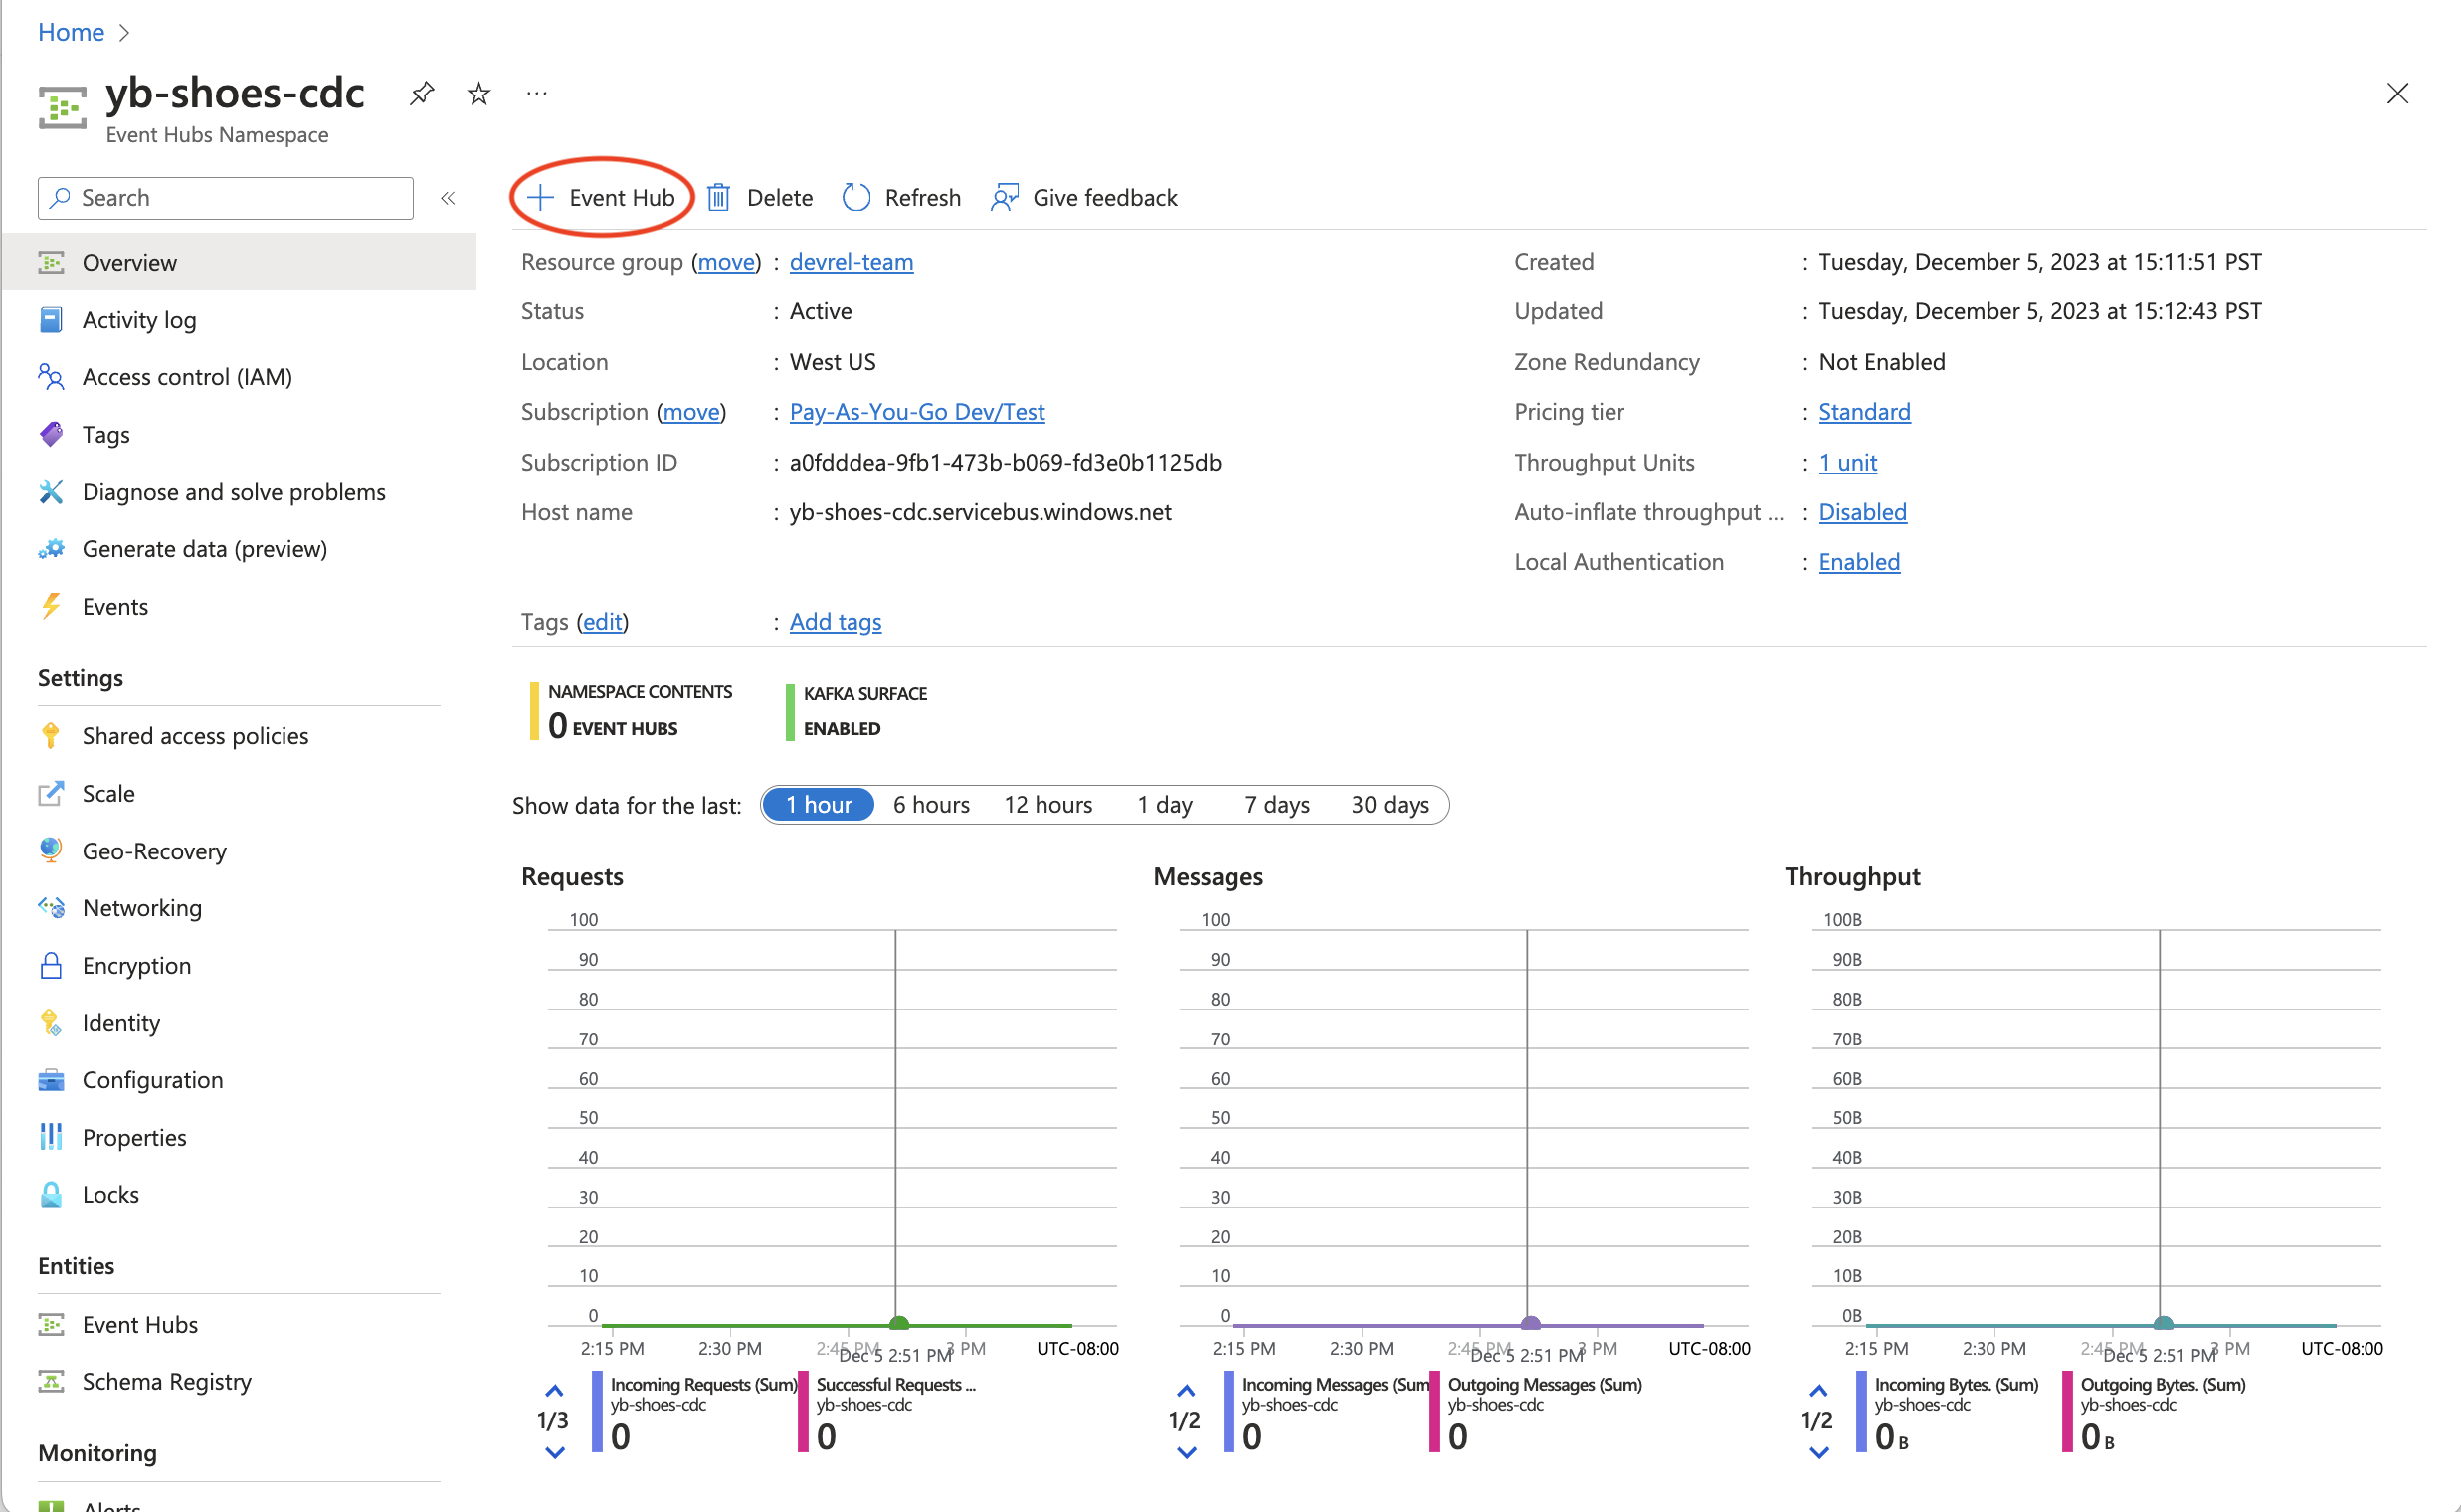 Home >
yb-shoes-cdc ...
Event Hubs Namespace
Search «
Overview
Activity log
Access control (IAM)
Tags
Diagnose and solve problems
Generate data (preview)
Events
Settings
Shared access policies
Scale
Geo-Recovery
Networking
Encryption
Identity
Configuration
Properties
Locks
Entities
Event Hubs
Schema Registry
Monitoring
Alerts
+ Event Hub Delete Refresh Give feedback
Resource group (move) : devrel-team
Status : Active
Location : West US
Subscription (move) : Pay-As-You-Go Dev/Test
Subscription ID : a0fdddea-9fb1-473b-b069-fd3e0b1125db
Host name : yb-shoes-cdc.servicebus.windows.net
Created : Tuesday, December 5, 2023 at 15:11:51 PST
Updated : Tuesday, December 5, 2023 at 15:12:43 PST
Zone Redundancy : Not Enabled
Pricing tier : Standard
Throughput Units : 1 unit
Auto-inflate throughput ... : Disabled
Local Authentication : Enabled
Tags (edit) : Add tags
NAMESPACE CONTENTS
0 EVENT HUBS
KAFKA SURFACE
ENABLED
Show data for the last: 1 hour 6 hours 12 hours 1 day 7 days 30 days
Requests
100
90
80
70
60
50
40
30
20
10
0
2:15 PM 2:30 PM 2:45 PM 3 PM UTC-08:00
Dec 5 2:51 PM
1/3
Incoming Requests (Sum)
yb-shoes-cdc
0
Successful Requests ...
yb-shoes-cdc
0
Messages
100
90
80
70
60
50
40
30
20
10
0
2:15 PM 2:30 PM 2:45 PM 3 PM UTC-08:00
Dec 5 2:51 PM
1/2
Incoming Messages (Sum
yb-shoes-cdc
0
Outgoing Messages (Sum)
yb-shoes-cdc
0
Throughput
100B
90B
80B
70B
60B
50B
40B
30B
20B
10B
0B
2:15 PM 2:30 PM 2:45 PM 3 PM UTC-08:00
Dec 5 2:51 PM
1/2
Incoming Bytes. (Sum)
yb-shoes-cdc
0 B
Outgoing Bytes. (Sum)
yb-shoes-cdc
0 B